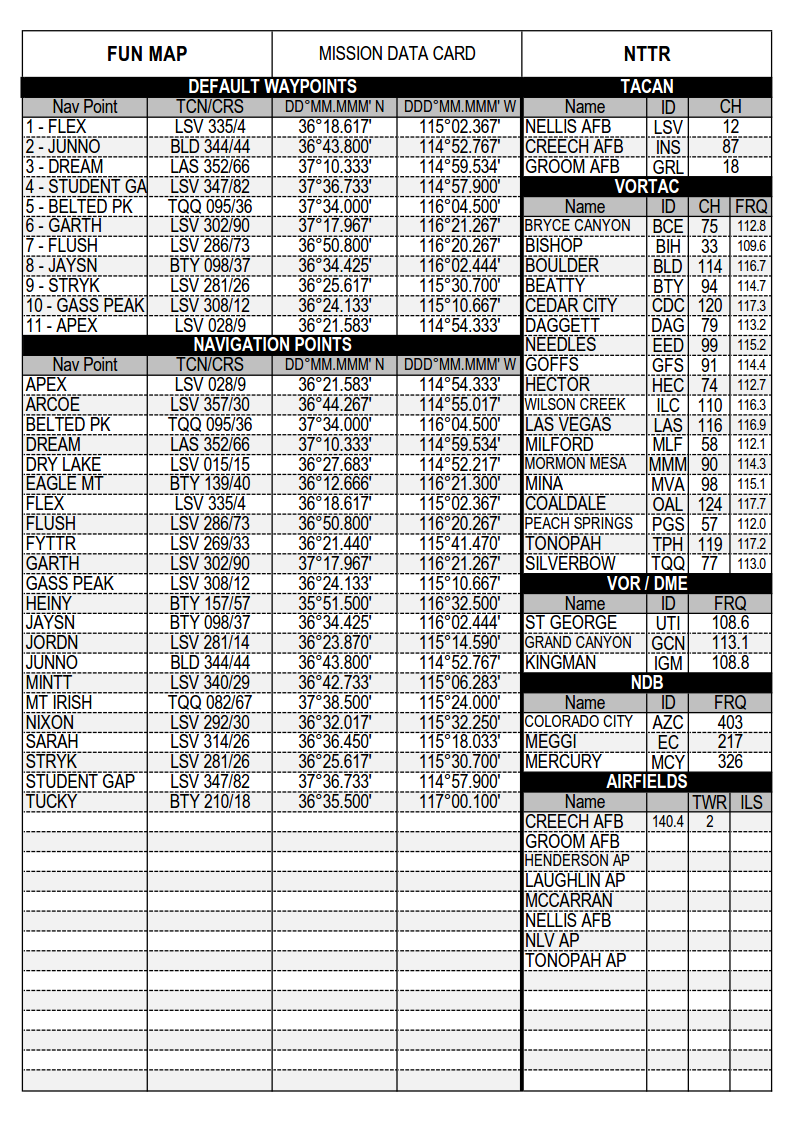 FUN MAP MISSION DATA CARD NTTR
DEFAULT WAYPOINTS
Nav Point TCN/CRS DD°MM.MMM' N DDD°MM.MMM' W
1 - FLEX LSV 335/4 36°18.617' 115°02.367'
2 - JUNNO BLD 344/44 36°43.800' 114°52.767'
3 - DREAM LAS 352/66 37°10.333' 114°59.534'
4 - STUDENT GA LSV 347/82 37°36.733' 114°57.900'
5 - BELTED PK TQQ 095/36 37°34.000' 116°04.500'
6 - GARTH LSV 302/90 37°17.967' 116°21.267'
7 - FLUSH LSV 286/73 36°50.800' 116°20.267'
8 - JAYSN BTY 098/37 36°34.425' 116°02.444'
9 - STRYK LSV 281/26 36°25.617' 115°30.700'
10 - GASS PEAK LSV 308/12 36°24.133' 115°10.667'
11 - APEX LSV 028/9 36°21.583' 114°54.333'
NAVIGATION POINTS
Nav Point TCN/CRS DD°MM.MMM' N DDD°MM.MMM' W
APEX LSV 028/9 36°21.583' 114°54.333'
ARCOE LSV 357/30 36°44.267' 114°55.017'
BELTED PK TQQ 095/36 37°34.000' 116°04.500'
DREAM LAS 352/66 37°10.333' 114°59.534'
DRY LAKE LSV 015/15 36°27.683' 114°52.217'
EAGLE MT BTY 139/40 36°12.666' 116°21.300'
FLEX LSV 335/4 36°18.617' 115°02.367'
FLUSH LSV 286/73 36°50.800' 116°20.267'
FYTTR LSV 269/33 36°21.440' 115°41.470'
GARTH LSV 302/90 37°17.967' 116°21.267'
GASS PEAK LSV 308/12 36°24.133' 115°10.667'
HEINY BTY 157/57 35°51.500' 116°32.500'
JAYSN BTY 098/37 36°34.425' 116°02.444'
JORDN LSV 281/14 36°23.870' 115°14.590'
JUNNO BLD 344/44 36°43.800' 114°52.767'
MINTT LSV 340/29 36°42.733' 115°06.283'
MT IRISH TQQ 082/67 37°38.500' 115°24.000'
NIXON LSV 292/30 36°32.017' 115°32.250'
SARAH LSV 314/26 36°36.450' 115°18.033'
STRYK LSV 281/26 36°25.617' 115°30.700'
STUDENT GAP LSV 347/82 37°36.733' 114°57.900'
TUCKY BTY 210/18 36°35.500' 117°00.100'
TACAN
Name ID CH
NELLIS AFB LSV 12
CREECH AFB INS 87
GROOM AFB GRL 18
VORTAC
Name ID CH FRQ
BRYCE CANYON BCE 75 112.8
BISHOP BIH 33 109.6
BOULDER BLD 114 116.7
BEATTY BTY 94 114.7
CEDAR CITY CDC 120 117.3
DAGGETT DAG 79 113.2
NEEDLES EED 99 115.2
GOFFS GFS 91 114.4
HECTOR HEC 74 112.7
WILSON CREEK ILC 110 116.3
LAS VEGAS LAS 116 116.9
MILFORD MLF 58 112.1
MORMON MESA MMM 90 114.3
MINA MVA 98 115.1
COALDALE OAL 124 117.7
PEACH SPRINGS PGS 57 112.0
TONOPAH TPH 119 117.2
SILVERBOW TQQ 77 113.0
VOR / DME
Name ID FRQ
ST GEORGE UTI 108.6
GRAND CANYON GCN 113.1
KINGMAN IGM 108.8
NDB
Name ID FRQ
COLORADO CITY AZC 403
MEGGI EC 217
MERCURY MCY 326
AIRFIELDS
Name TWR ILS
CREECH AFB 140.4 2
GROOM AFB
HENDERSON AP
LAUGHLIN AP
MCCARRAN
NELLIS AFB
NLV AP
TONOPAH AP